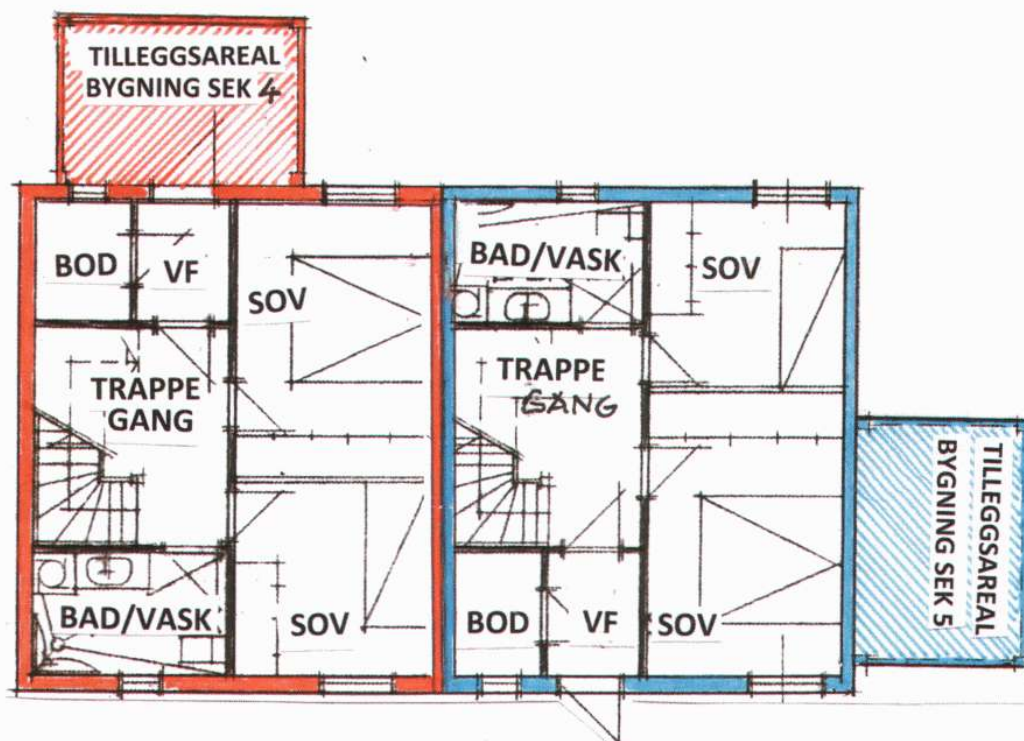 TILLEGGSAREAL
BYGNING SEK 4
BOD
VF
SOV
BAD/VASK
SOV
TRAPPE
GANG
TRAPPE
GANG
TILLEGGSAREAL
BYGNING SEK 5
BAD/VASK
SOV
BOD
VF
SOV